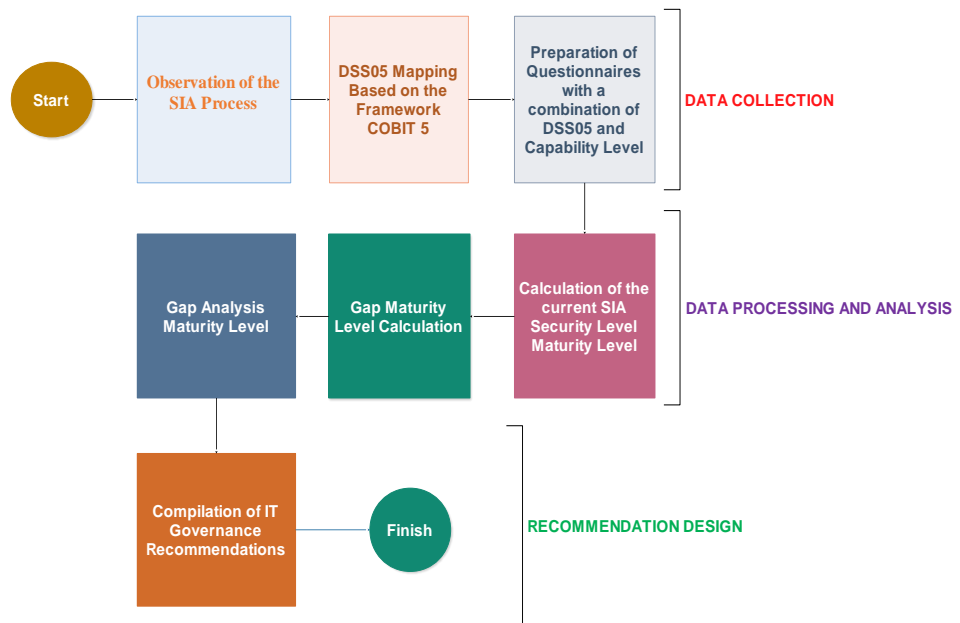 Start
Observation of the
SIA Process
DSS05 Mapping
Based on the
Framework
COBIT 5
Preparation of
Questionnaires
with a
combination of
DSS05 and
Capability Level
DATA COLLECTION
Gap Analysis
Maturity Level
Gap Maturity
Level Calculation
Calculation of the
current SIA
Security Level
Maturity Level
DATA PROCESSING AND ANALYSIS
Compilation of IT
Governance
Recommendations
Finish
RECOMMENDATION DESIGN